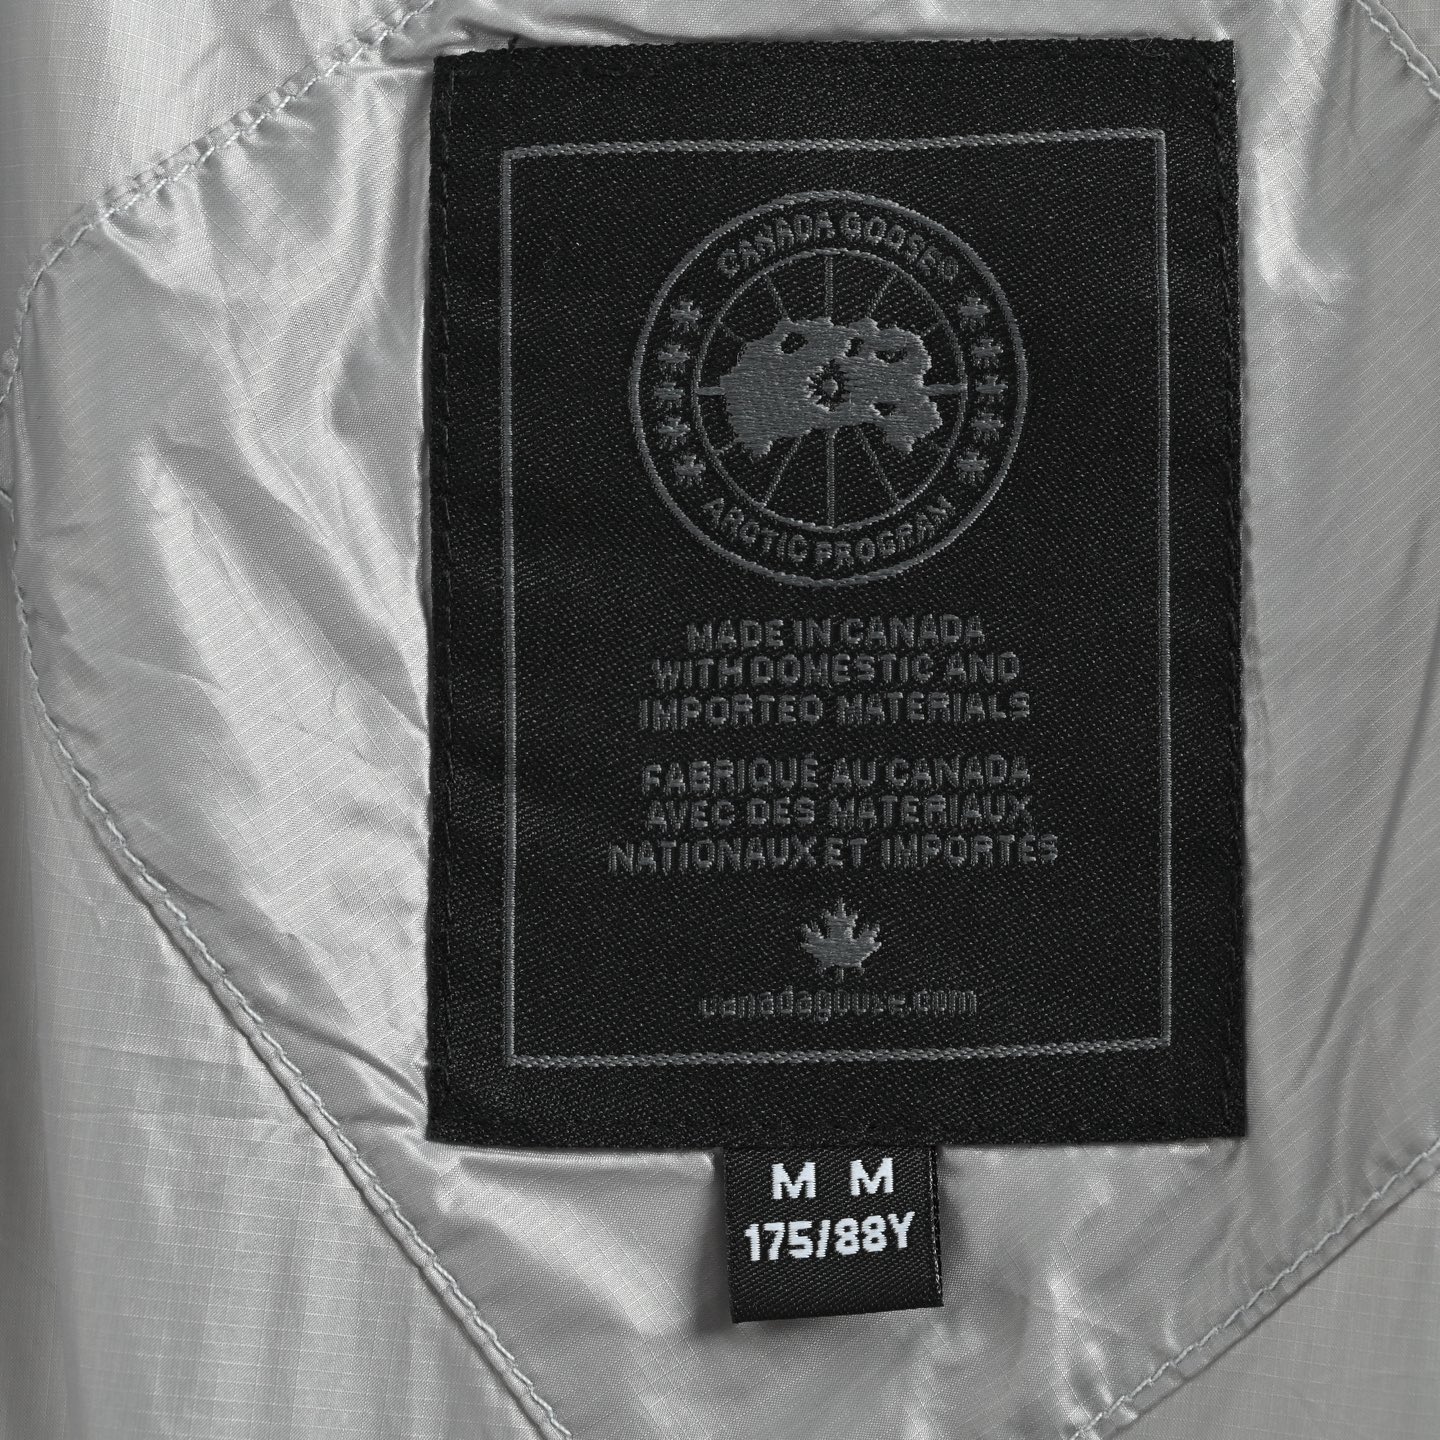 CANADA GOOSE®
ARCTIC PROGRAM
MADE IN CANADA
WITH DOMESTIC AND
IMPORTED MATERIALS
FABRIQUÉ AU CANADA
AVEC DES MATERIAUX
NATIONAUX ET IMPORTÉS
canadagoose.com
M M
175/88Y